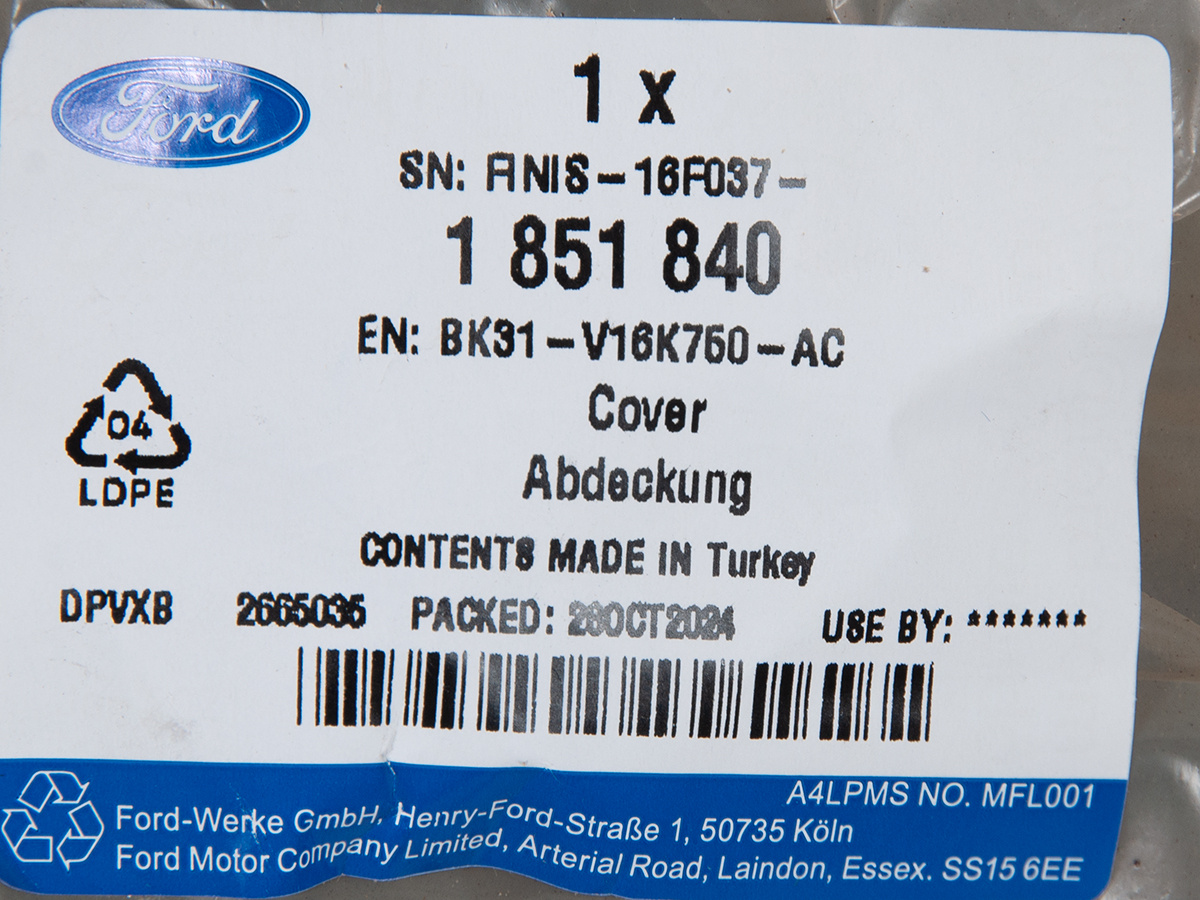 Ford
1 x
SN: FINIS-16F037-
1 851 840
EN: BK31-V16K750-AC
Cover
Abdeckung
04
LDPE
CONTENTS MADE IN Turkey
DPVXB 2665035 PACKED: USE BY: *******
A4LPMS NO. MFL001
Ford-Werke GmbH, Henry-Ford-Straße 1, 50735 Köln
Ford Motor Company Limited, Arterial Road, Laindon, Essex. SS15 6EE